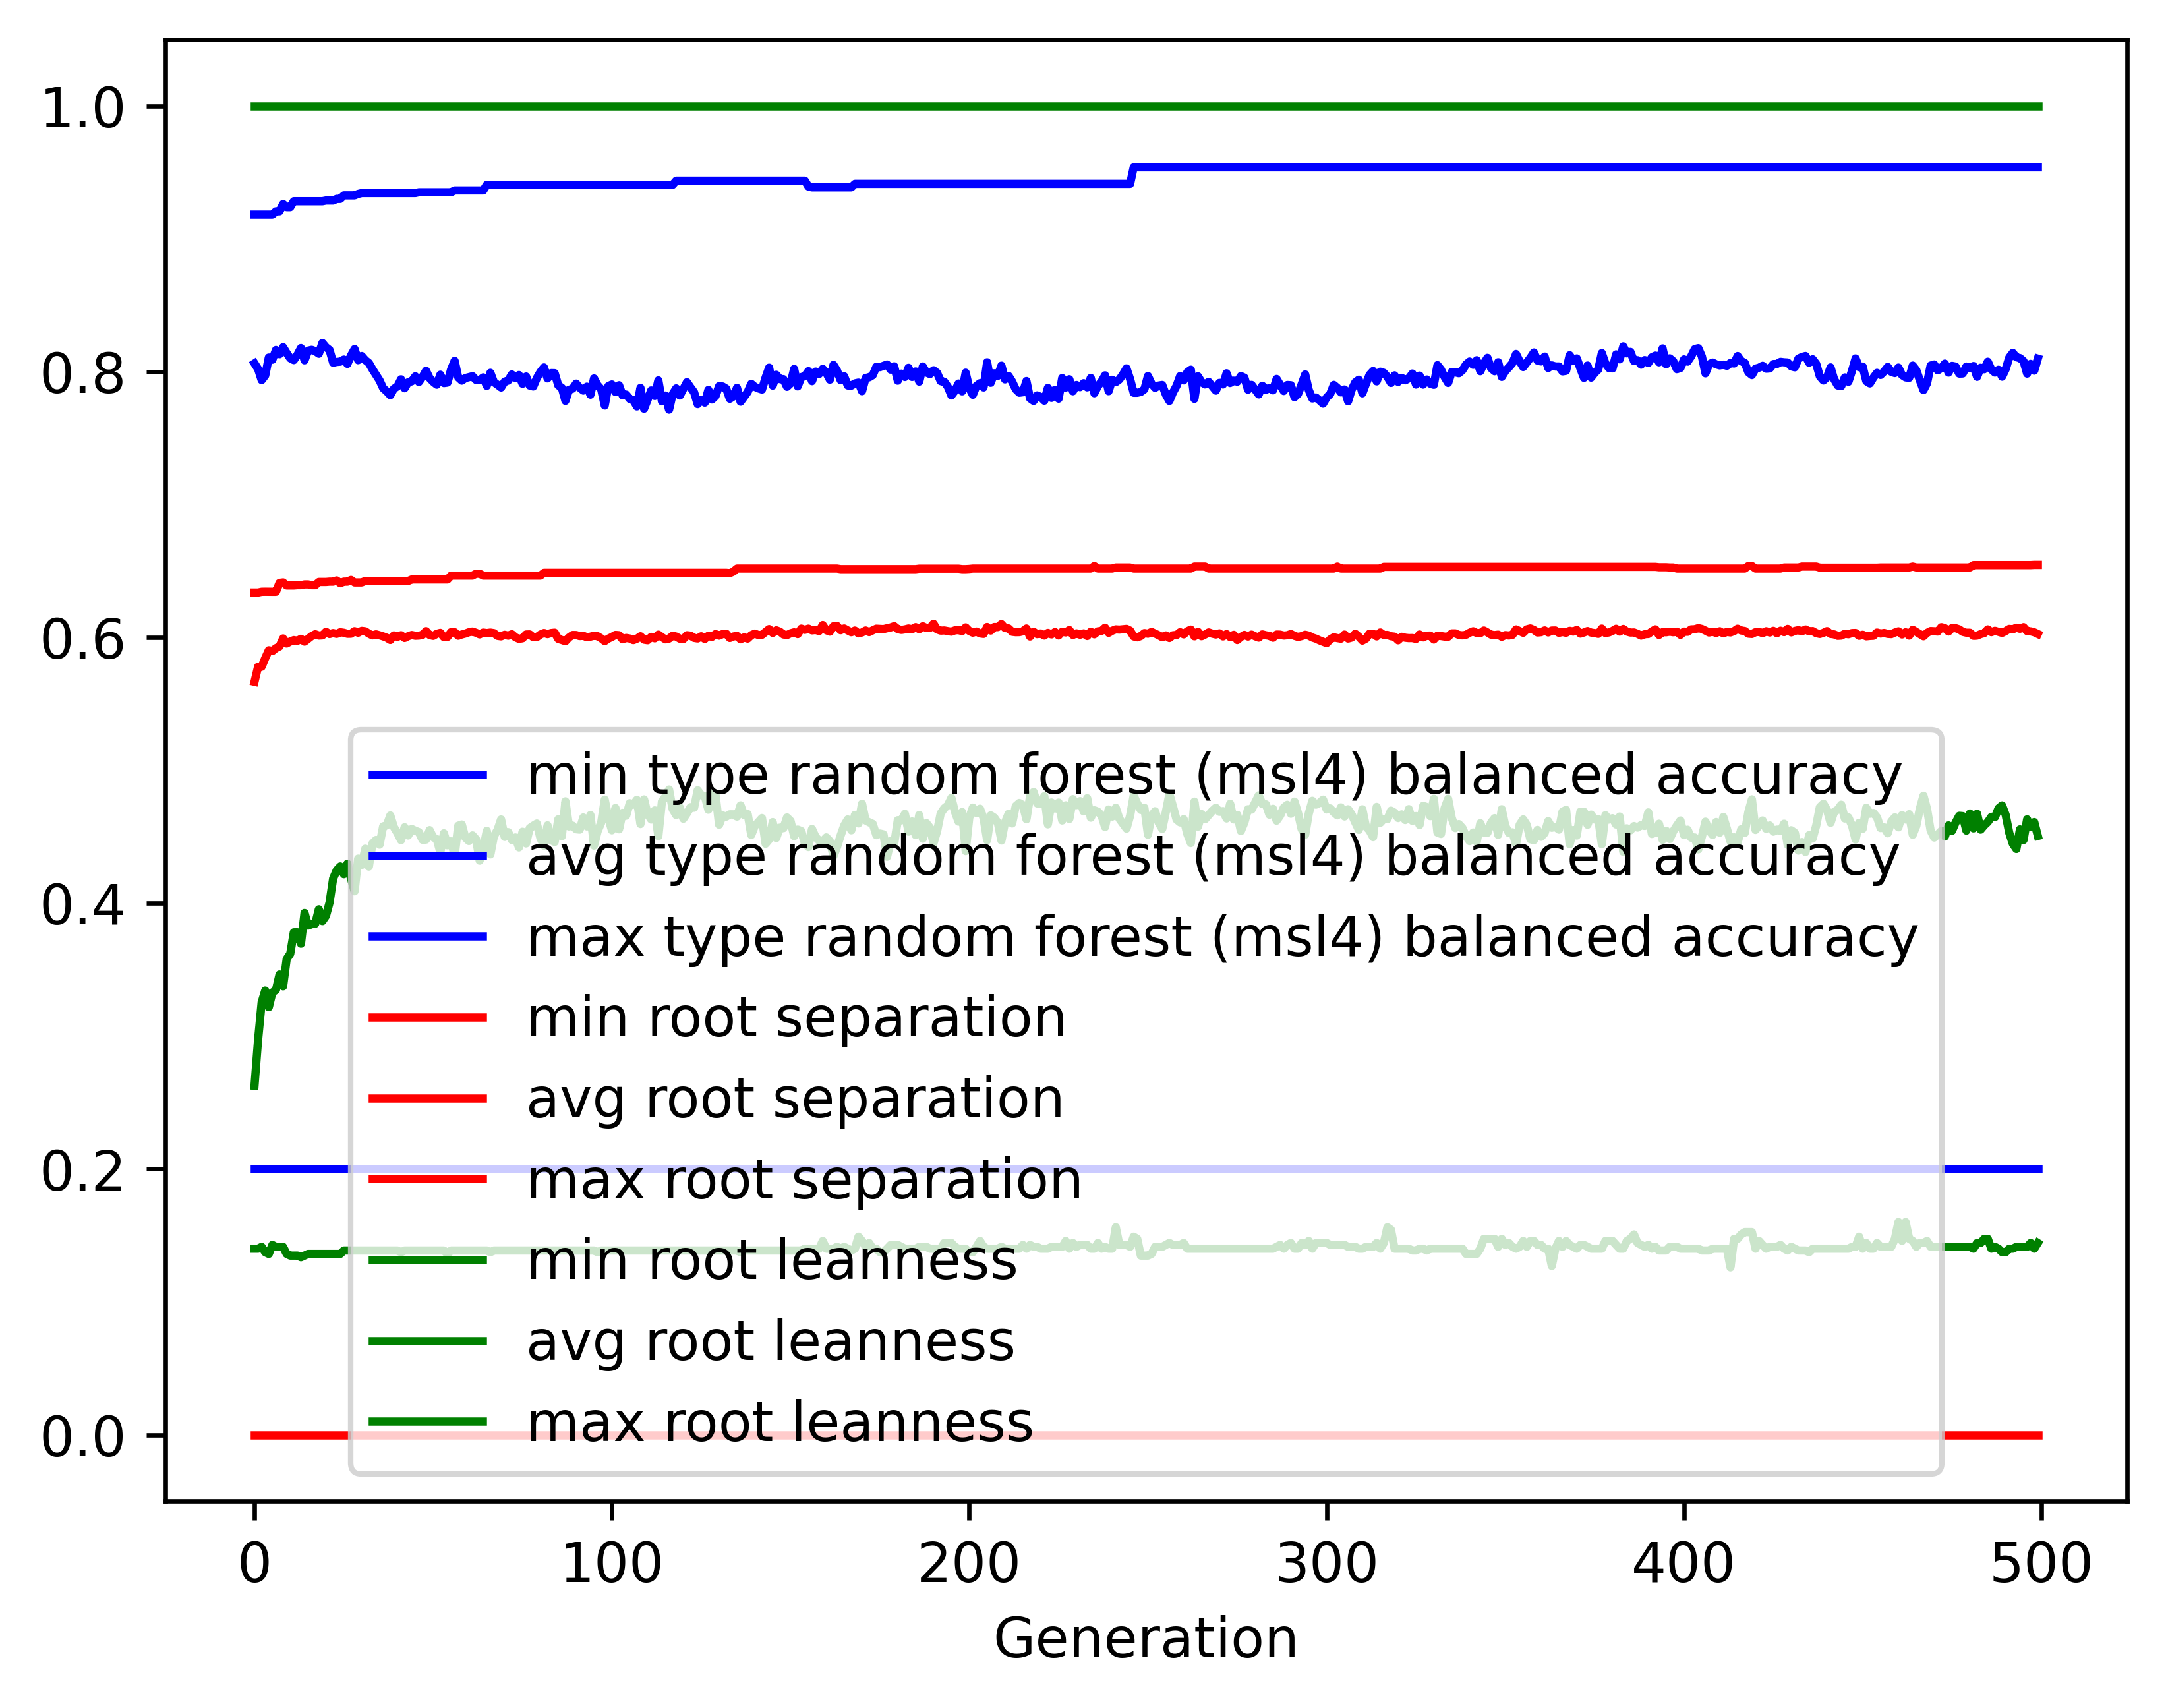 1.0
0.8
0.6
0.4
0.2
0.0
min type random forest (msl4) balanced accuracy
avg type random forest (msl4) balanced accuracy
max type random forest (msl4) balanced accuracy
min root separation
avg root separation
max root separation
min root leanness
avg root leanness
max root leanness
0 100 200 300 400 500
Generation